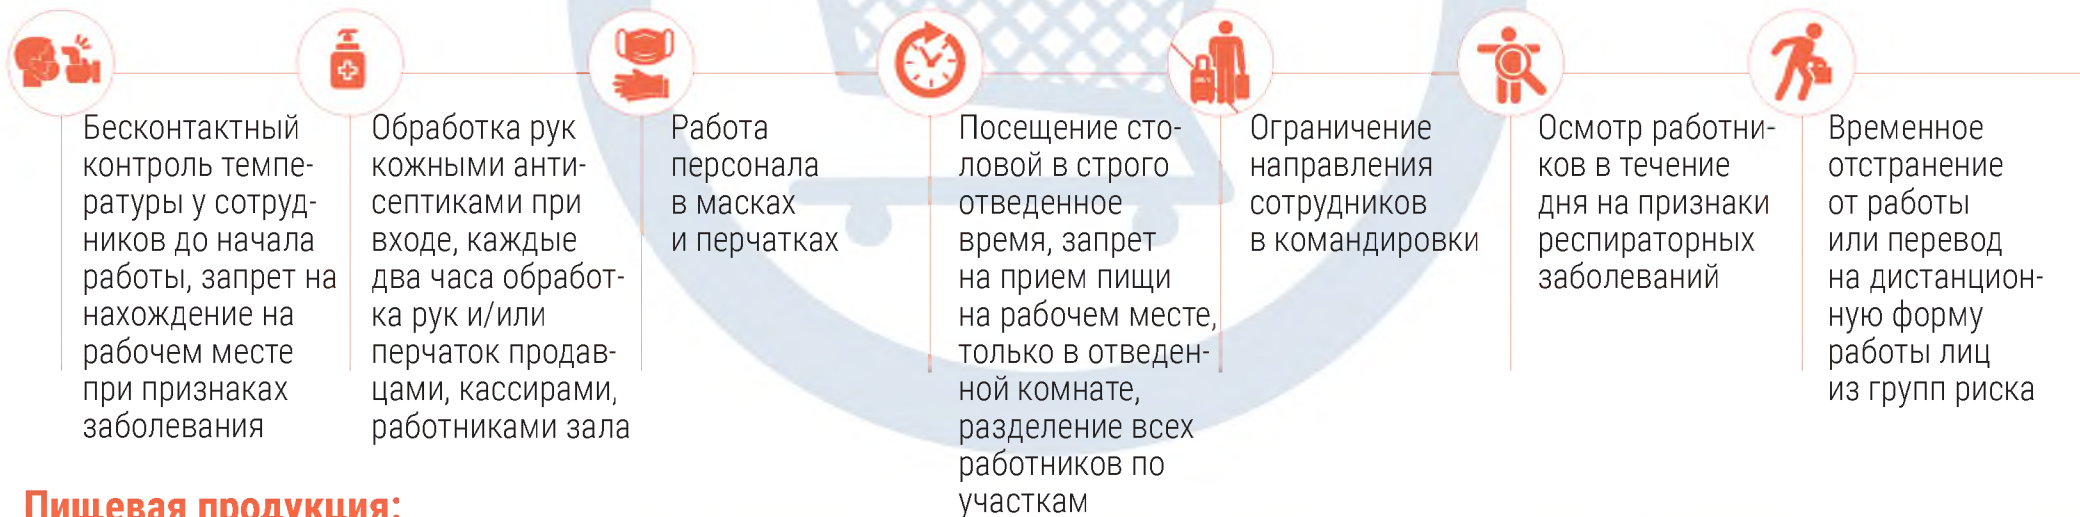 Бесконтактный
контроль темпе-
ратуры у сотруд-
ников до начала
работы, запрет на
нахождение на
рабочем месте
при признаках
заболевания
Обработка рук
кожными анти-
септиками при
входе, каждые
два часа обработ-
ка рук и/или
перчаток продав-
цами, кассирами,
работниками зала
Работа
персонала
в масках
и перчатках
Посещение сто-
ловой в строго
отведенное
время, запрет
на прием пищи
на рабочем месте,
только в отведен-
ной комнате,
разделение всех
работников по
участкам
Ограничение
направления
сотрудников
в командировки
Осмотр работни-
ков в течение
дня на признаки
респираторных
заболеваний
Временное
отстранение
от работы
или перевод
на дистанцион-
ную форму
работы лиц
из групп риска
Пищевая продукция: